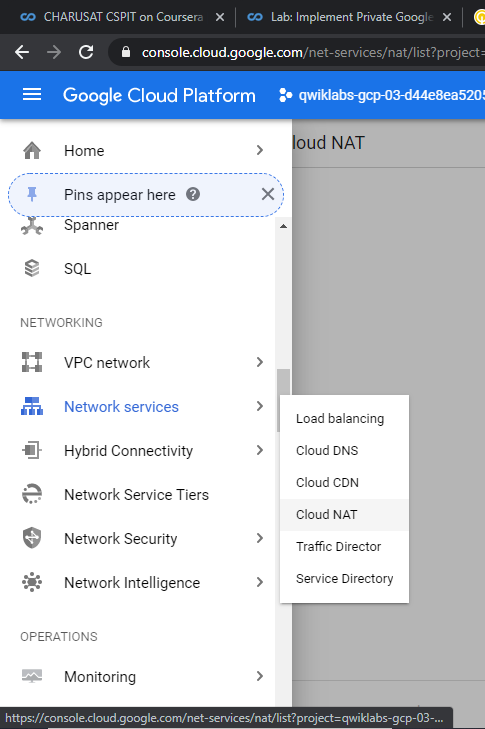 CHARUSAT CSPIT on Coursera
Lab: Implement Private Google
console.cloud.google.com/net-services/nat/list?project=
Google Cloud Platform
qwiklabs-gcp-03-d44e8ea5205
Home
loud NAT
Pins appear here
Spanner
SQL
NETWORKING
VPC network
Network services
Load balancing
Hybrid Connectivity
Cloud DNS
Cloud CDN
Network Service Tiers
Cloud NAT
Network Security
Traffic Director
Network Intelligence
Service Directory
OPERATIONS
Monitoring
https://console.cloud.google.com/net-services/nat/list?project=qwiklabs-gcp-03-...